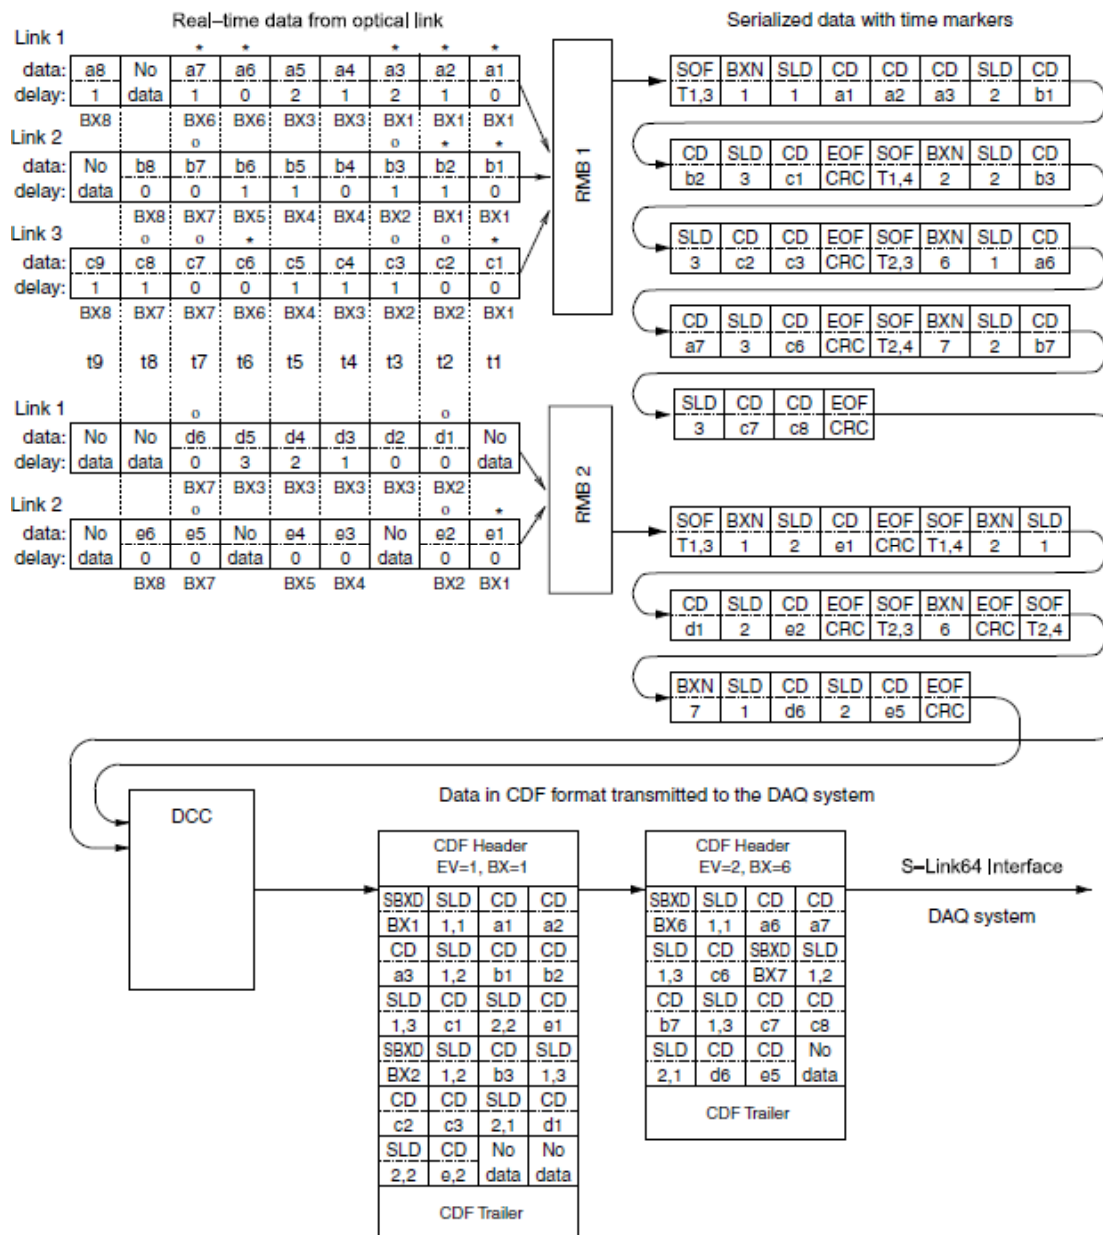 Real-time data from optical link
Serialized data with time markers
Link 1
* * * * *
data: a8 No a7 a6 a5 a4 a3 a2 a1
delay: 1 data 1 0 2 1 2 1 0
BX8 BX6 BX6 BX3 BX3 BX1 BX1 BX1
Link 2
o o * *
data: No b8 b7 b6 b5 b4 b3 b2 b1
delay: data 0 0 1 1 0 1 1 0
BX8 BX7 BX5 BX4 BX4 BX2 BX1 BX1
Link 3
o o * o o *
data: c9 c8 c7 c6 c5 c4 c3 c2 c1
delay: 1 1 0 0 1 1 1 0 0
BX8 BX7 BX7 BX6 BX4 BX3 BX2 BX2 BX1
RMB 1
SOF BXN SLD CD CD CD SLD CD
T1,3 1 1 a1 a2 a3 2 b1
CD SLD CD EOF SOF BXN SLD CD
b2 3 c1 CRC T1,4 2 2 b3
SLD CD CD EOF SOF BXN SLD CD
3 c2 c3 CRC T2,3 6 1 a6
CD SLD CD EOF SOF BXN SLD CD
a7 3 c6 CRC T2,4 7 2 b7
SLD CD CD EOF
3 c7 c8 CRC
t9 t8 t7 t6 t5 t4 t3 t2 t1
Link 1
o o
data: No No d6 d5 d4 d3 d2 d1 No
delay: data data 0 3 2 1 0 0 data
BX7 BX3 BX3 BX3 BX3 BX2
Link 2
o o *
data: No e6 e5 No e4 e3 No e2 e1
delay: data 0 0 data 0 0 data 0 0
BX8 BX7 BX5 BX4 BX2 BX1
RMB 2
SOF BXN SLD CD EOF SOF BXN SLD
T1,3 1 2 e1 CRC T1,4 2 1
CD SLD CD EOF SOF BXN EOF SOF
d1 2 e2 CRC T2,3 6 CRC T2,4
BXN SLD CD SLD CD EOF
7 1 d6 2 e5 CRC
DCC
Data in CDF format transmitted to the DAQ system
CDF Header
EV=1, BX=1
SBXD SLD CD CD
BX1 1,1 a1 a2
CD SLD CD CD
a3 1,2 b1 b2
SLD CD SLD CD
1,3 c1 2,2 e1
SBXD SLD CD SLD
BX2 1,2 b3 1,3
CD CD SLD CD
c2 c3 2,1 d1
SLD CD No No
2,2 e,2 data data
CDF Trailer
CDF Header
EV=2, BX=6
SBXD SLD CD CD
BX6 1,1 a6 a7
SLD CD SBXD SLD
1,3 c6 BX7 1,2
CD SLD CD CD
b7 1,3 c7 c8
SLD CD CD No
2,1 d6 e5 data
CDF Trailer
S-Link64 Interface
DAQ system